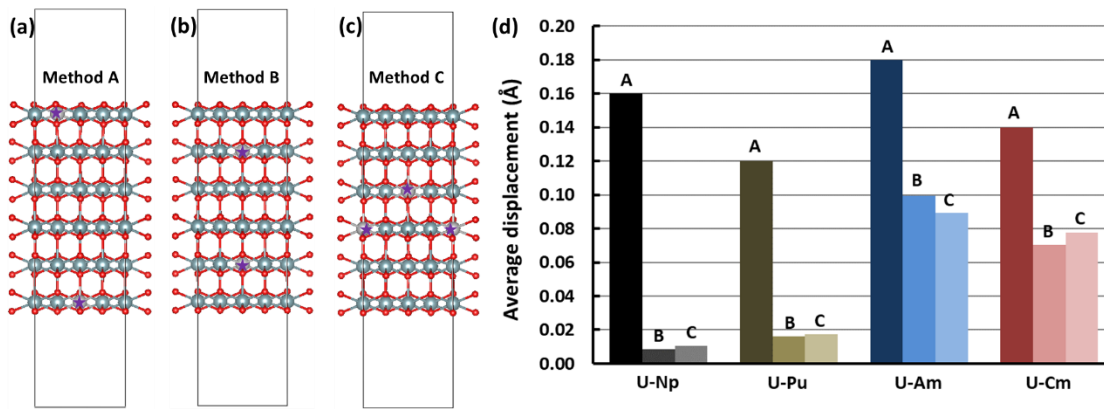 (a)
Method A
(b)
Method B
(c)
Method C
(d)
Average displacement (Å)
0.20
0.18
0.16
0.14
0.12
0.10
0.08
0.06
0.04
0.02
0.00
A
B
C
A
B
C
A
B
C
A
B
C
U-Np
U-Pu
U-Am
U-Cm